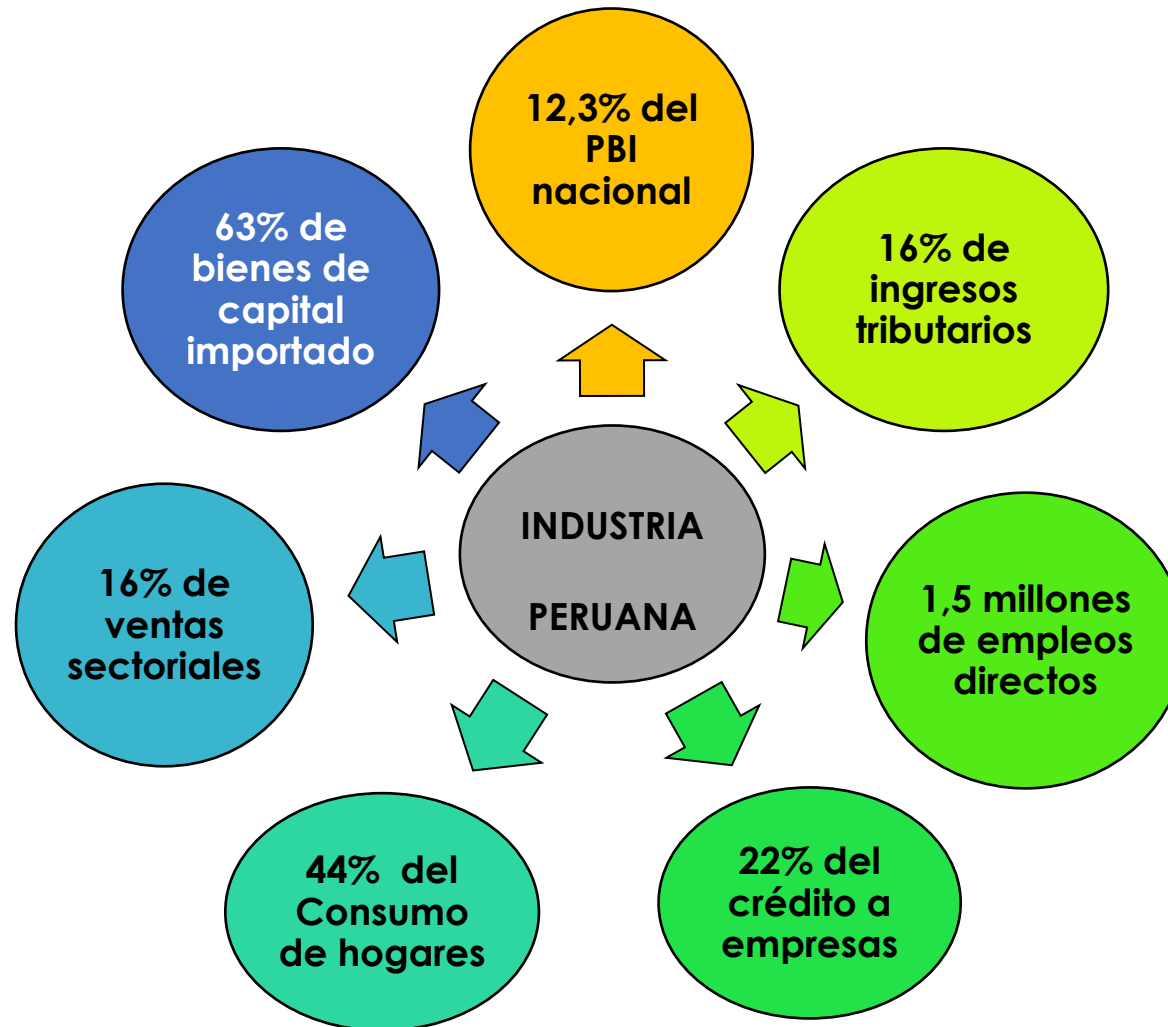 12,3% del
PBI
nacional
16% de
ingresos
tributarios
1,5 millones
de empleos
directos
22% del
crédito a
empresas
44% del
Consumo
de hogares
16% de
ventas
sectoriales
63% de
bienes de
capital
importado
INDUSTRIA
PERUANA